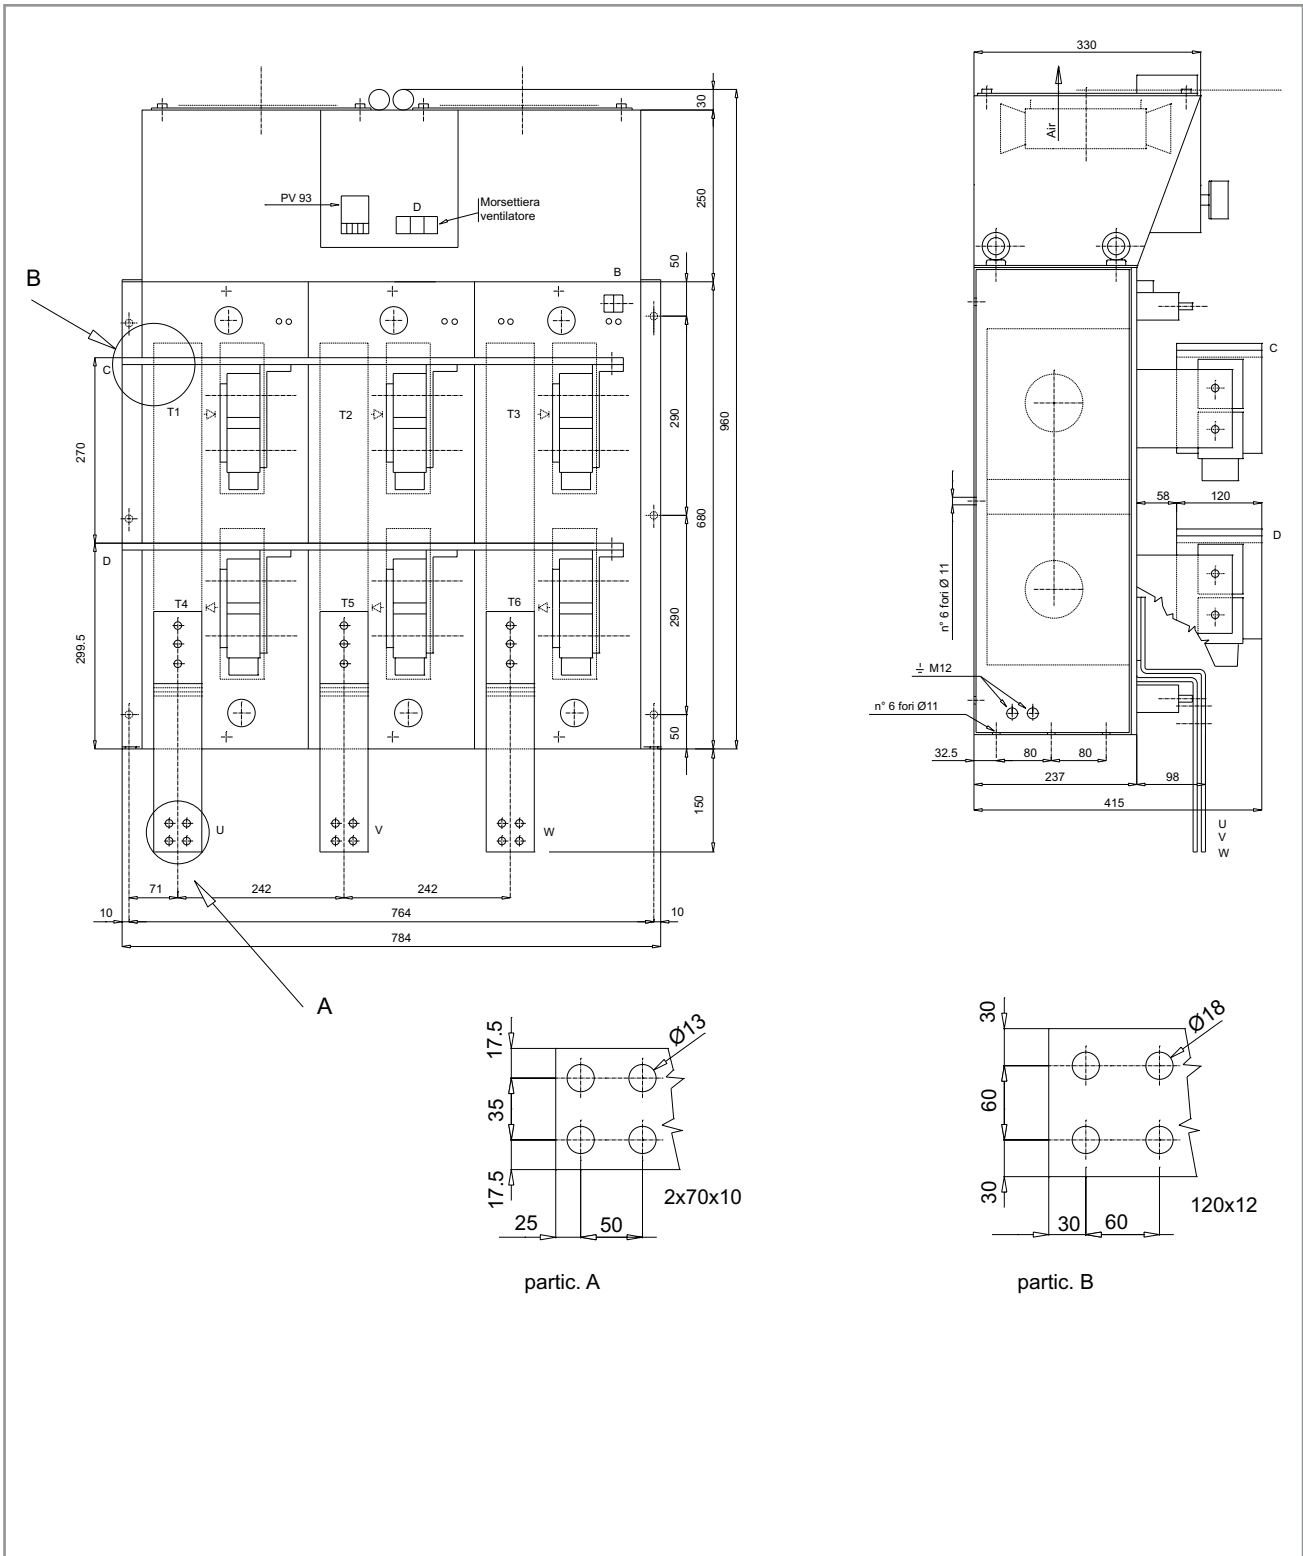 330
30
Air
PV 93
D
Morsettiera
ventilatore
250
50
B
B
C
T1
T2
T3
290
960
270
680
C
58
120
D
n° 6 fori Ø 11
D
T4
T5
T6
290
299.5
M12
n° 6 fori Ø11
50
32.5
80
80
237
98
415
150
U
V
W
U
V
W
71
242
242
10
764
10
784
A
17.5
Ø13
35
17.5
2x70x10
25
50
partic. A
30
Ø18
60
30
120x12
30
60
partic. B